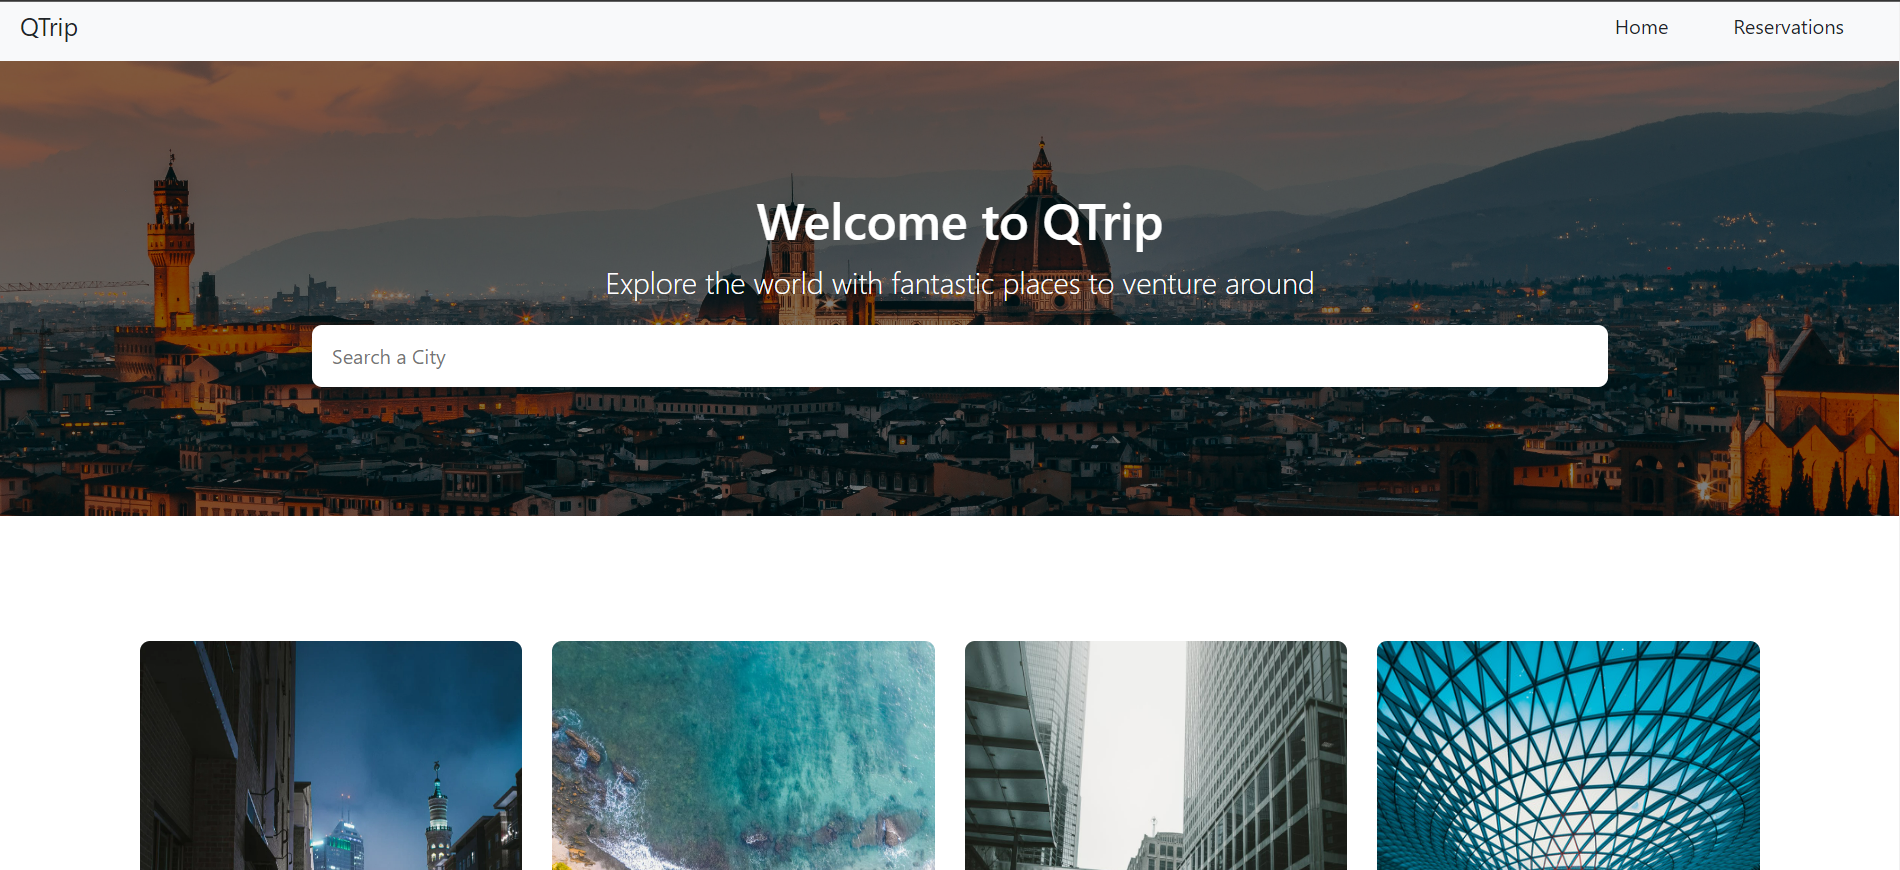 QTrip
Home
Reservations
Welcome to QTrip
Explore the world with fantastic places to venture around
Search a City